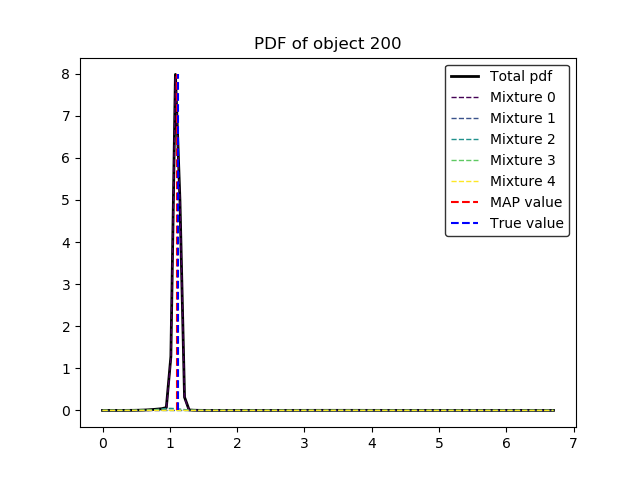 PDF of object 200
Total pdf
Mixture 0
Mixture 1
Mixture 2
Mixture 3
Mixture 4
MAP value
True value
8
7
6
5
4
3
2
1
0
0 1 2 3 4 5 6 7